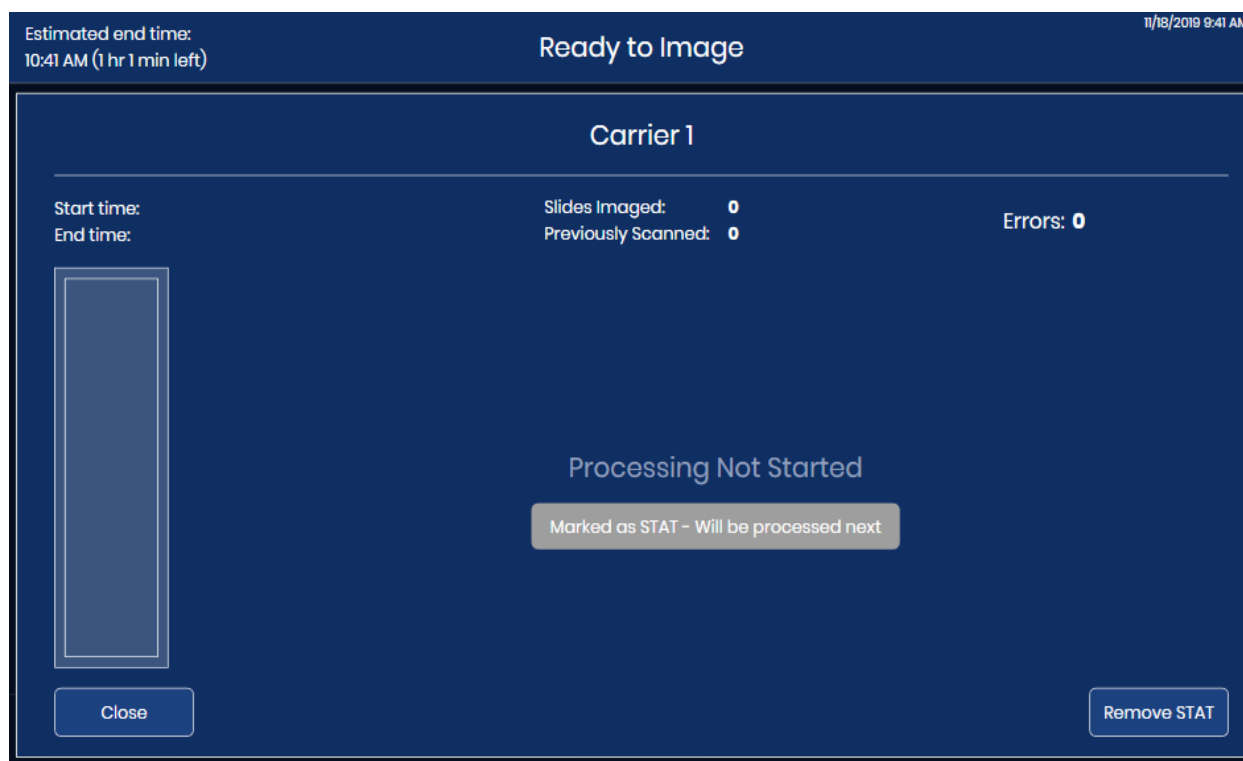 Estimated end time:
10:41 AM (1 hr 1 min left)
Ready to Image
11/18/2019 9:41 AM
Carrier 1
Start time:
End time:
Slides Imaged: 0
Previously Scanned: 0
Errors: 0
Processing Not Started
Marked as STAT - Will be processed next
Close
Remove STAT